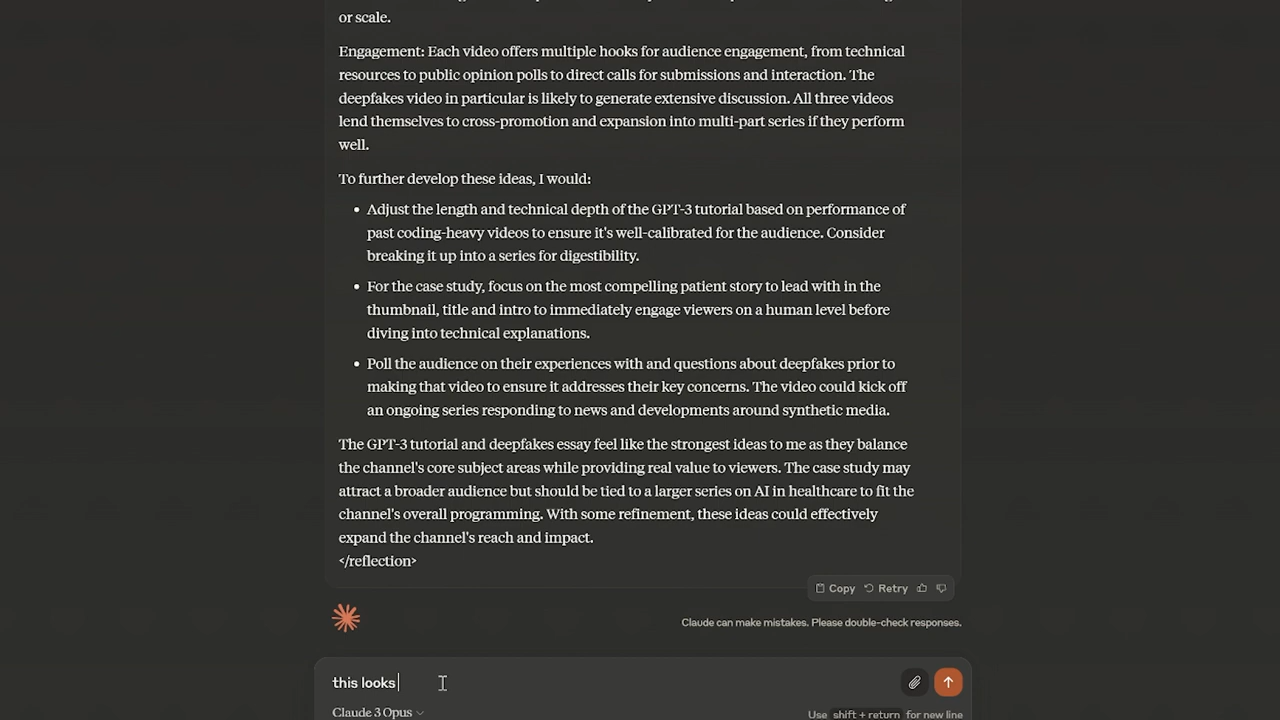 or scale.
Engagement: Each video offers multiple hooks for audience engagement, from technical
resources to public opinion polls to direct calls for submissions and interaction. The
deepfakes video in particular is likely to generate extensive discussion. All three videos
lend themselves to cross-promotion and expansion into multi-part series if they perform
well.
To further develop these ideas, I would:
• Adjust the length and technical depth of the GPT-3 tutorial based on performance of
past coding-heavy videos to ensure it's well-calibrated for the audience. Consider
breaking it up into a series for digestibility.
• For the case study, focus on the most compelling patient story to lead with in the
thumbnail, title and intro to immediately engage viewers on a human level before
diving into technical explanations.
• Poll the audience on their experiences with and questions about deepfakes prior to
making that video to ensure it addresses their key concerns. The video could kick off
an ongoing series responding to news and developments around synthetic media.
The GPT-3 tutorial and deepfakes essay feel like the strongest ideas to me as they balance
the channel's core subject areas while providing real value to viewers. The case study may
attract a broader audience but should be tied to a larger series on AI in healthcare to fit the
channel's overall programming. With some refinement, these ideas could effectively
expand the channel's reach and impact.
</reflection>
Copy Retry
Claude can make mistakes. Please double-check responses.
this looks
Claude 3 Opus
Use shift + return for new line